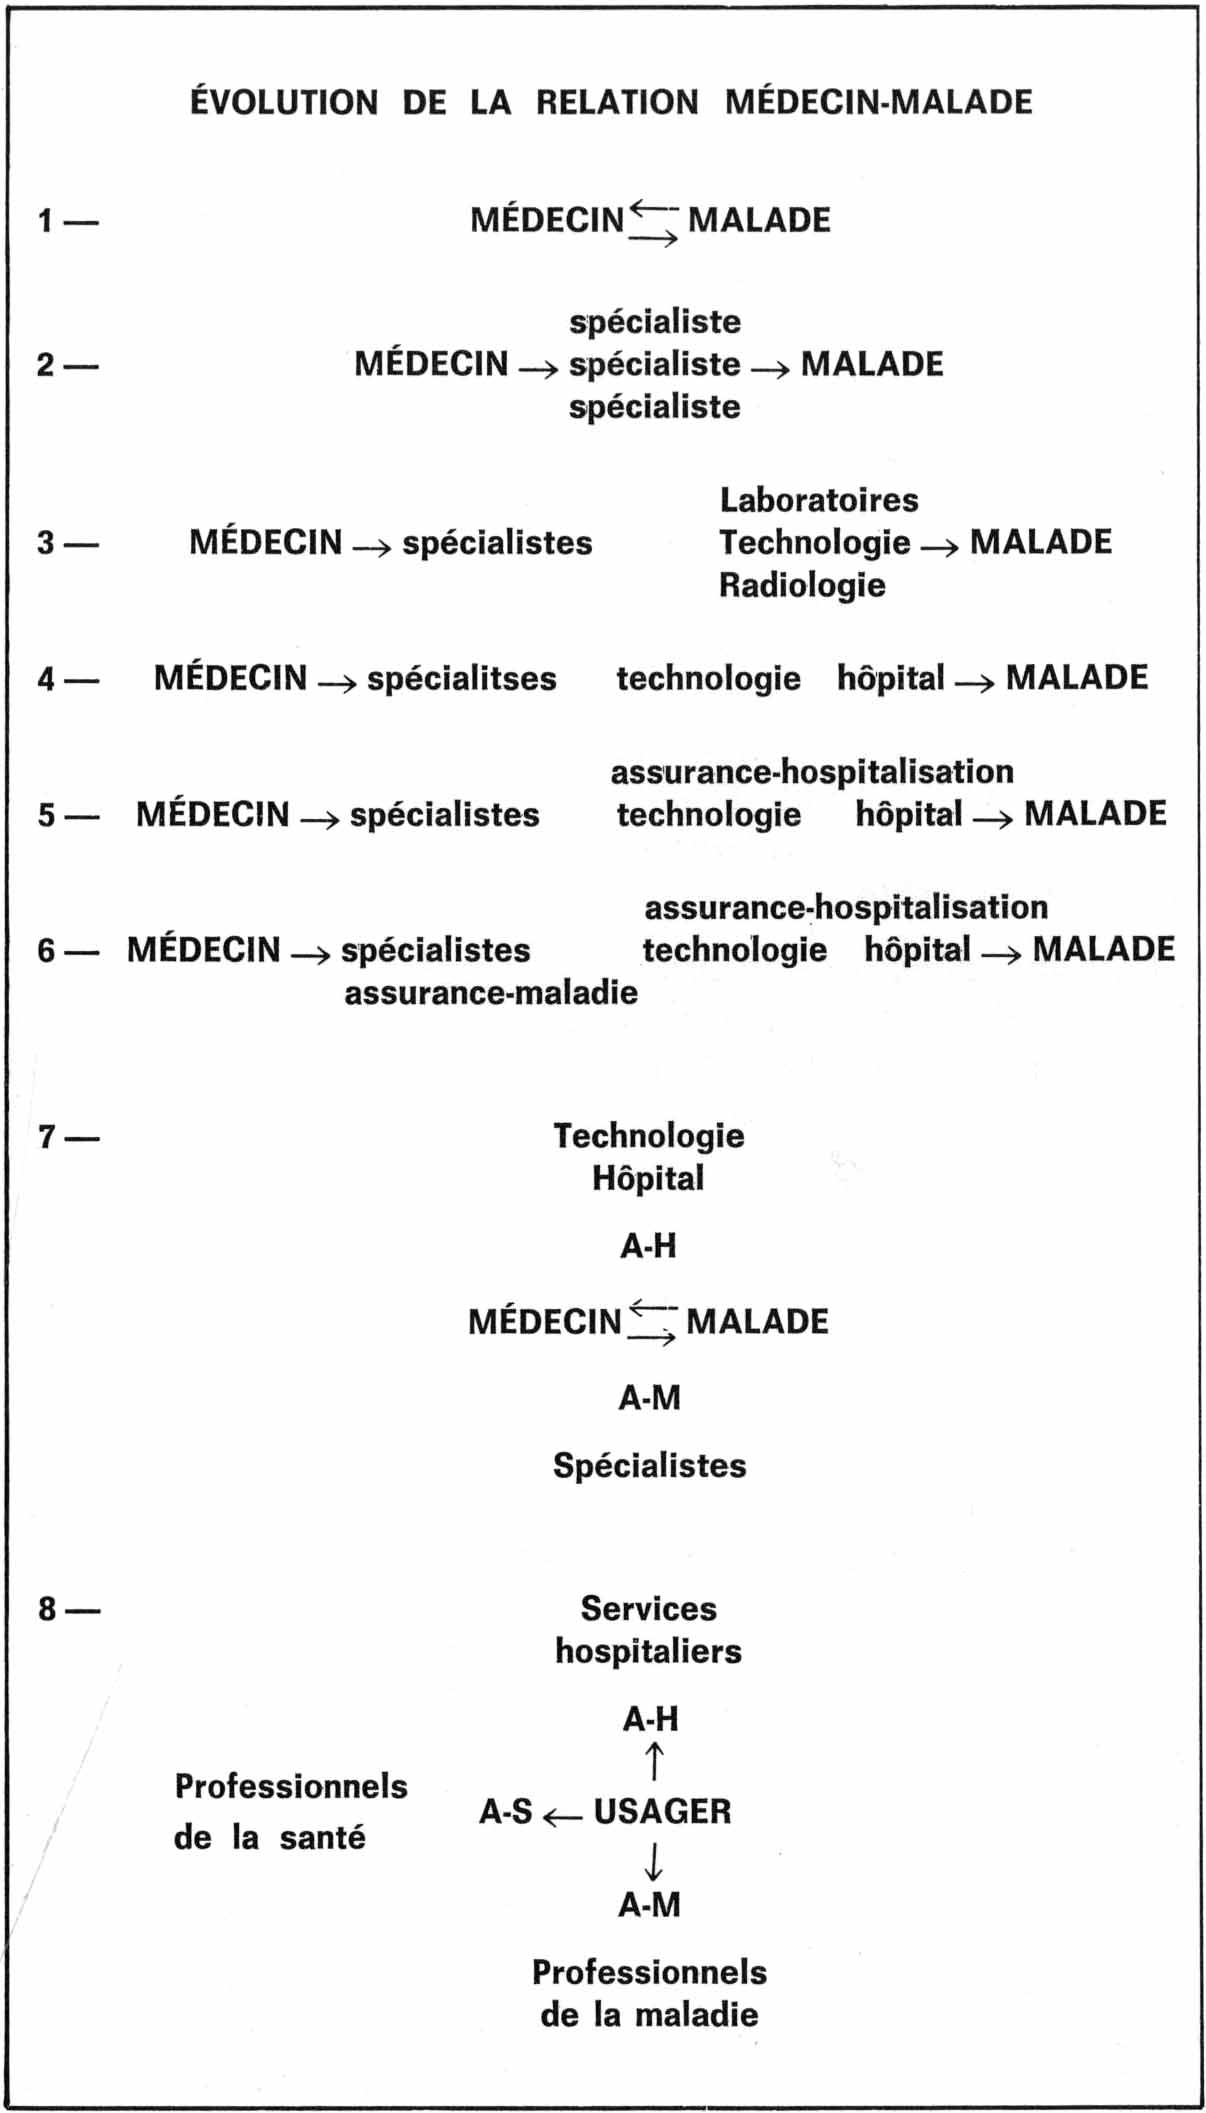 ÉVOLUTION DE LA RELATION MÉDECIN-MALADE
1 — MÉDECIN ←→ MALADE
spécialiste
2 — MÉDECIN → spécialiste → MALADE
spécialiste
Laboratoires
3 — MÉDECIN → spécialistes Technologie → MALADE
Radiologie
4 — MÉDECIN → spécialitses technologie hôpital → MALADE
assurance-hospitalisation
5 — MÉDECIN → spécialistes technologie hôpital → MALADE
assurance-hospitalisation
6 — MÉDECIN → spécialistes technologie hôpital → MALADE
assurance-maladie
7 — Technologie
Hôpital
A-H
MÉDECIN ←→ MALADE
A-M
Spécialistes
8 — Services
hospitaliers
A-H
↑
Professionnels
A-S ← USAGER
de la santé
↓
A-M
Professionnels
de la maladie